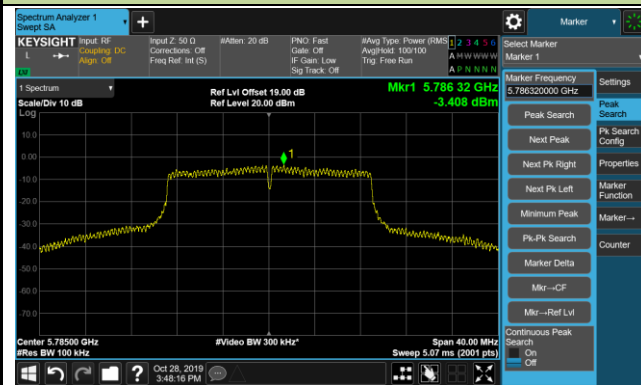 Spectrum Analyzer 1
Swept SA
Marker
KEYSIGHT
L
Input: RF
Coupling: DC
Align: Off
Input Z: 50 Ω
Corrections: Off
Freq Ref: Int (S)
#Atten: 20 dB
PNO: Fast
Gate: Off
IF Gain: Low
Sig Track: Off
#Avg Type: Power (RMS
Avg|Hold: 100/100
Trig: Free Run
1 2 3 4 5 6
A W W W W W
A P N N N N
Select Marker
Marker 1
1 Spectrum
Scale/Div 10 dB
Log
Ref Lvl Offset 19.00 dB
Ref Level 20.00 dBm
Mkr1 5.786 32 GHz
-3.408 dBm
Marker Frequency
5.786320000 GHz
Peak Search
Next Peak
Next Pk Right
Next Pk Left
Minimum Peak
Pk-Pk Search
Marker Delta
Mkr→CF
Mkr→Ref Lvl
Continuous Peak
Search
On
Off
Settings
Peak
Search
Pk Search
Config
Properties
Marker
Function
Marker→
Counter
10.0
0.00
-10.0
-20.0
-30.0
-40.0
-50.0
-60.0
-70.0
1
Center 5.78500 GHz
#Res BW 100 kHz
#Video BW 300 kHz*
Span 40.00 MHz
Sweep 5.07 ms (2001 pts)
Oct 28, 2019
3:48:16 PM